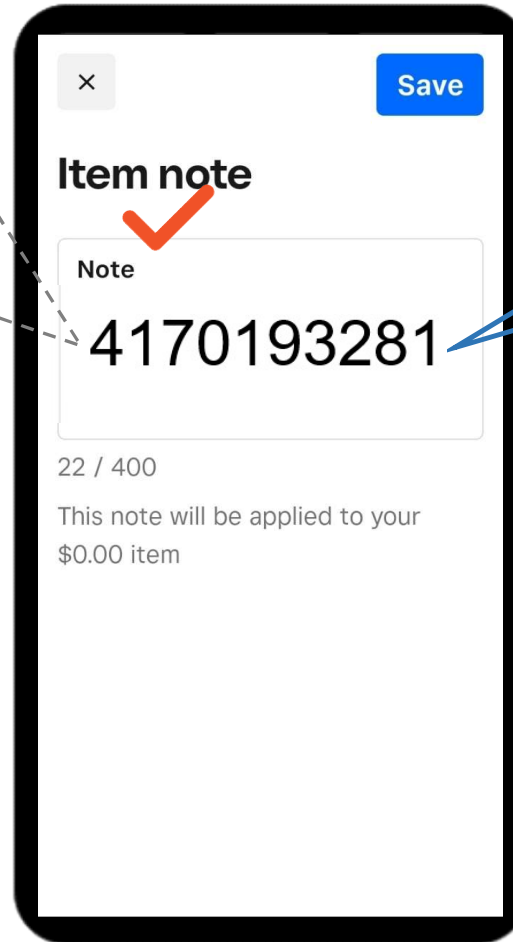 ×
Save
Item note
Note
4170193281
22 / 400
This note will be applied to your
$0.00 item